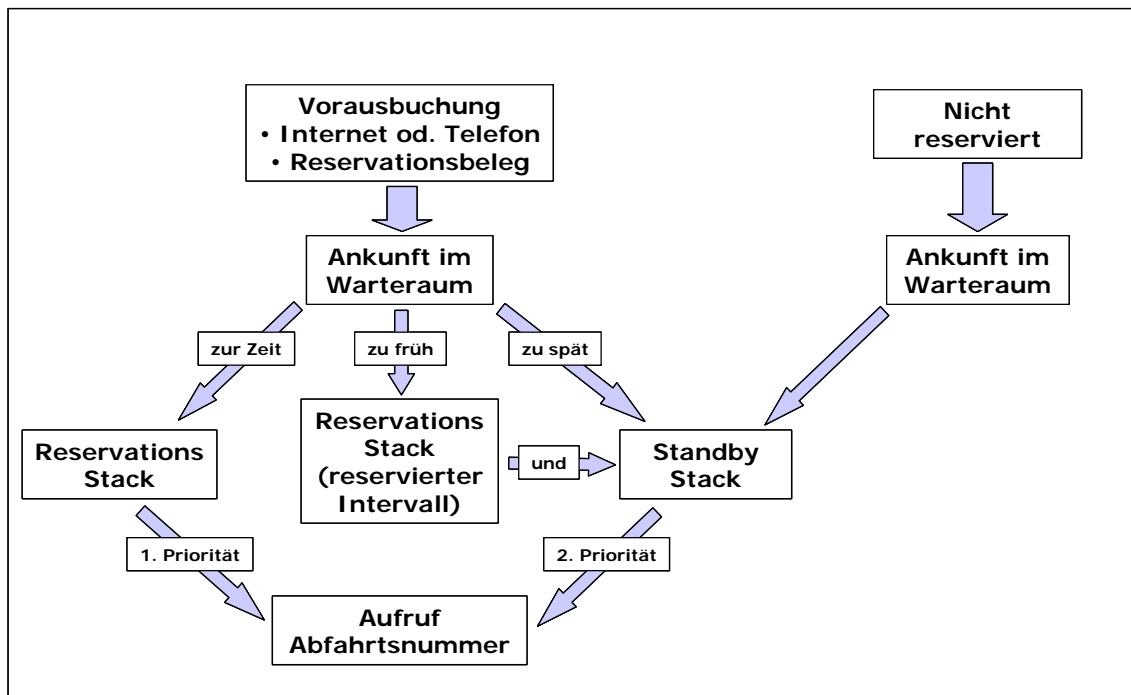 Vorausbuchung
• Internet od. Telefon
• Reservationsbeleg
Nicht
reserviert
Ankunft im
Warteraum
Ankunft im
Warteraum
zur Zeit
zu früh
zu spät
Reservations
Stack
Reservations
Stack
(reservierter
Intervall)
und
Standby
Stack
1. Priorität
2. Priorität
Aufruf
Abfahrtsnummer